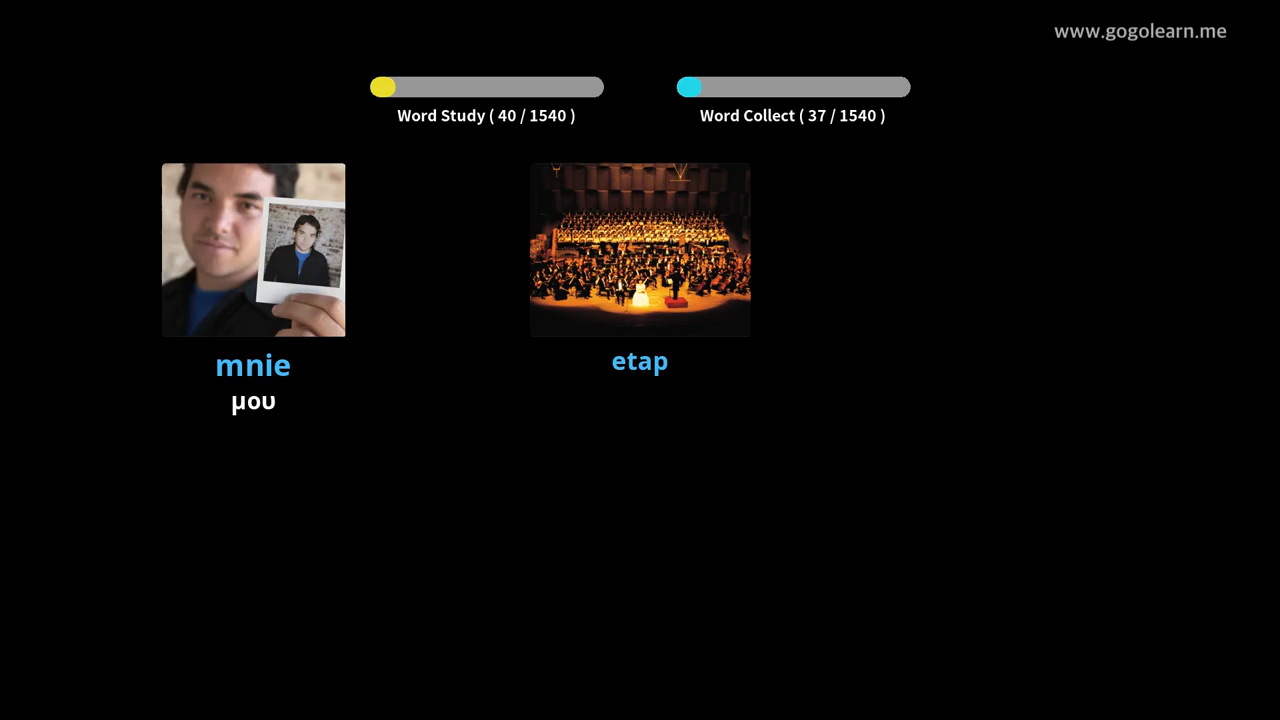 www.gogolearn.me
Word Study ( 40 / 1540 )
Word Collect ( 37 / 1540 )
mnie
μου
etap